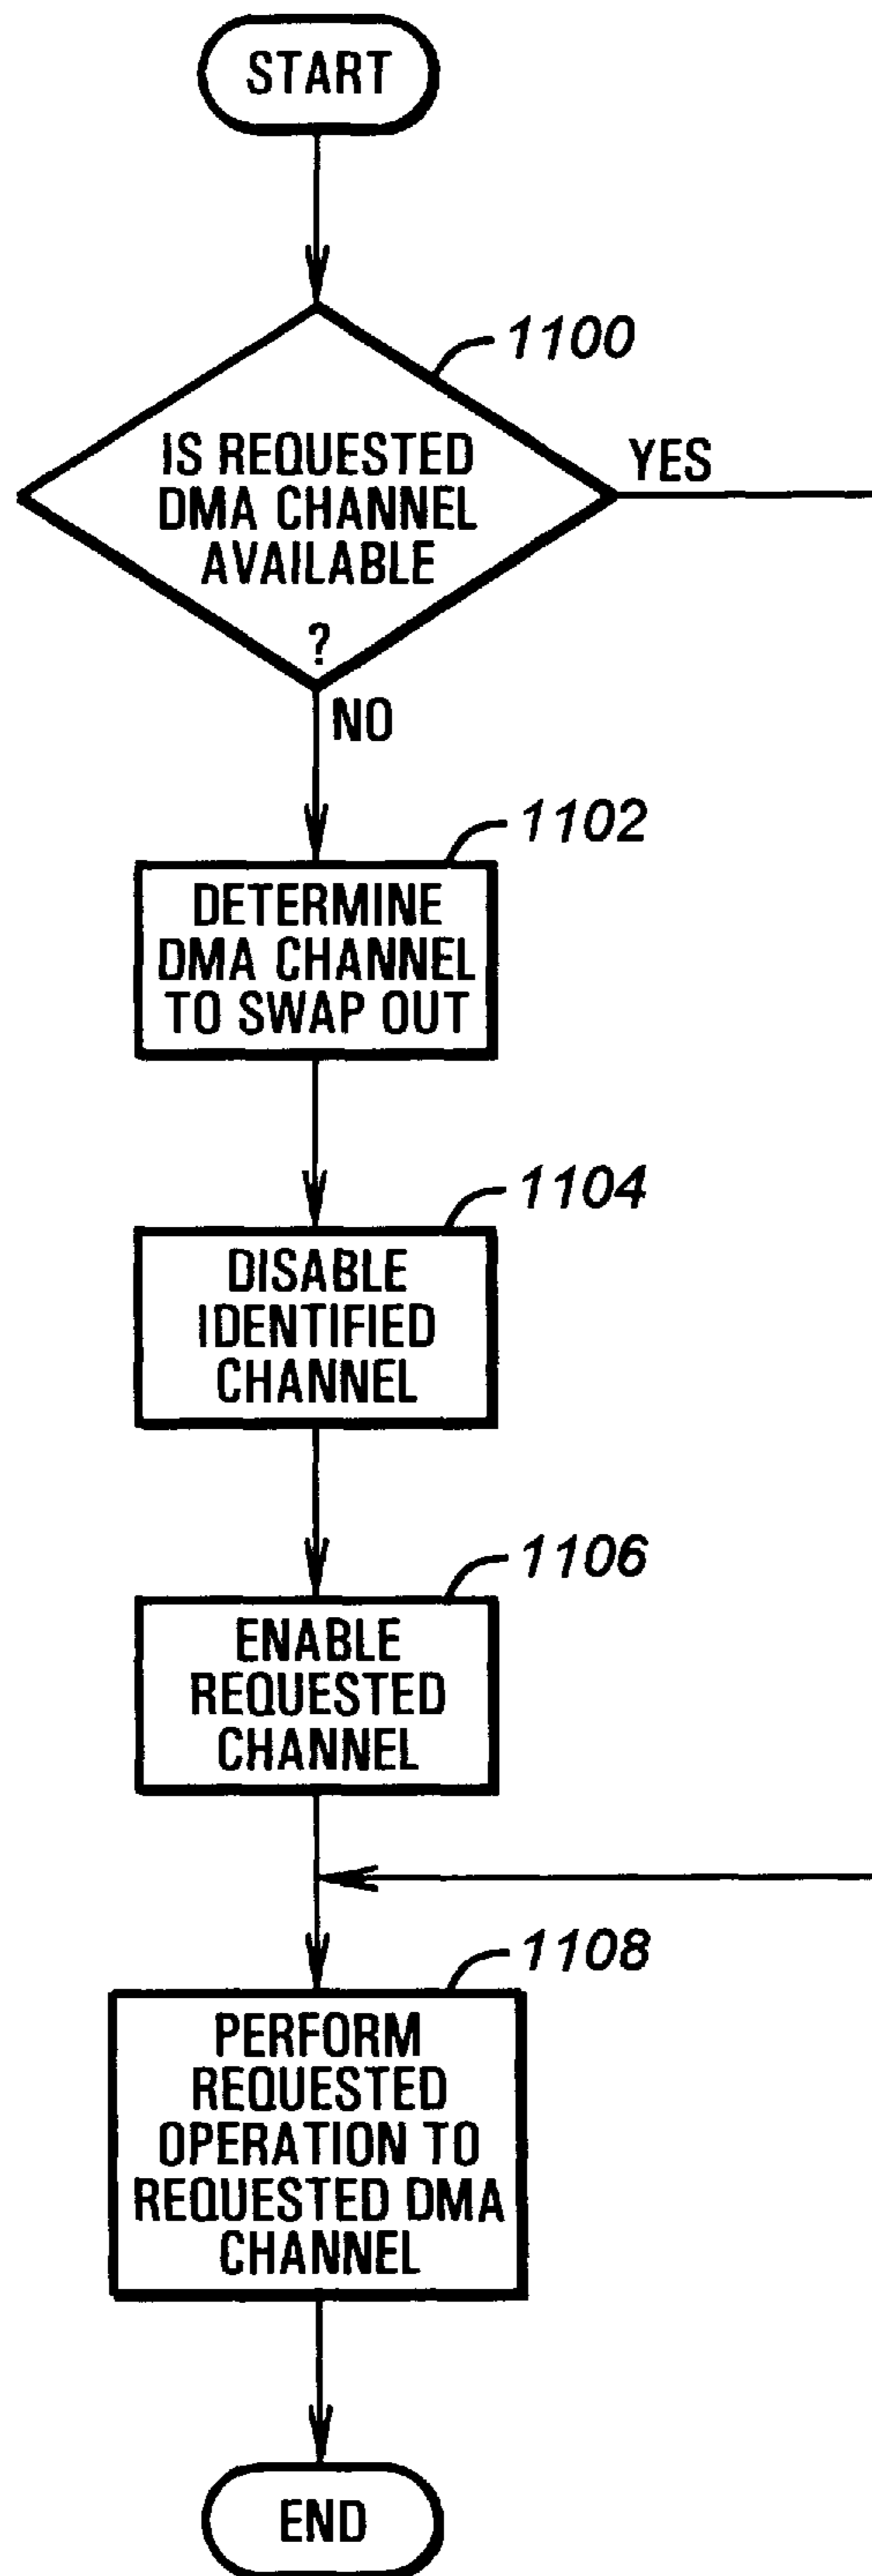 START
1100
IS REQUESTED
DMA CHANNEL
AVAILABLE
?
YES
NO
1102
DETERMINE
DMA CHANNEL
TO SWAP OUT
1104
DISABLE
IDENTIFIED
CHANNEL
1106
ENABLE
REQUESTED
CHANNEL
1108
PERFORM
REQUESTED
OPERATION TO
REQUESTED DMA
CHANNEL
END